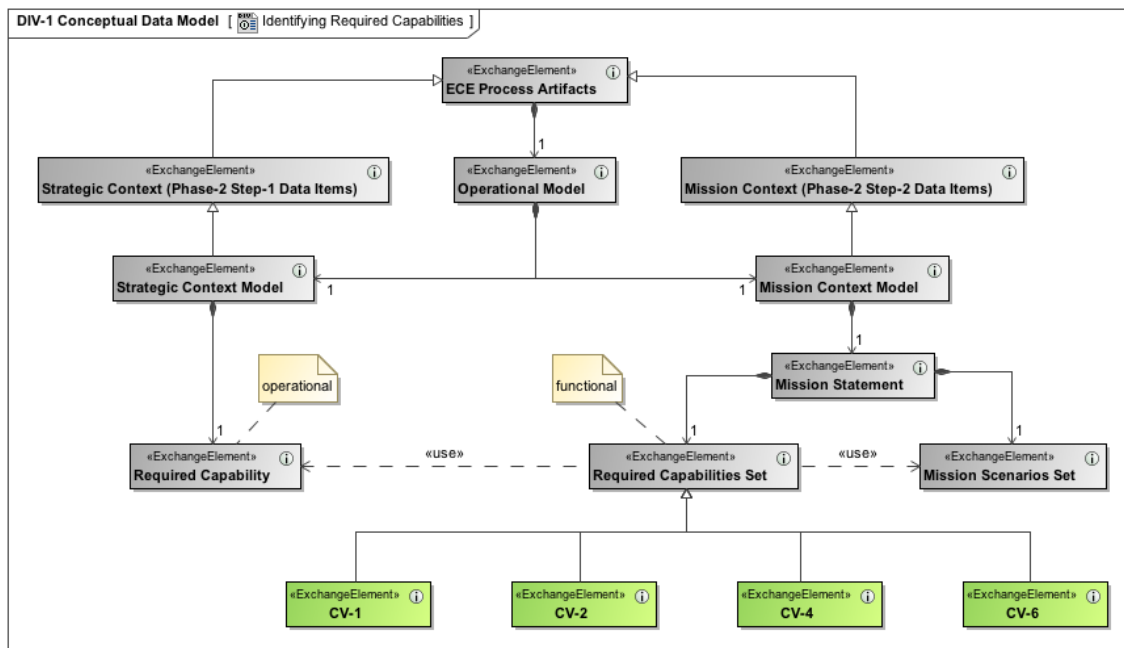 DIV-1 Conceptual Data Model [ Identifying Required Capabilities ]
«ExchangeElement»
ECE Process Artifacts
1
«ExchangeElement»
Strategic Context (Phase-2 Step-1 Data Items)
«ExchangeElement»
Operational Model
«ExchangeElement»
Mission Context (Phase-2 Step-2 Data Items)
«ExchangeElement»
Strategic Context Model
1
1
«ExchangeElement»
Mission Context Model
1
«ExchangeElement»
Mission Statement
operational
functional
1
1
1
«ExchangeElement»
Required Capability
«use»
«ExchangeElement»
Required Capabilities Set
«use»
«ExchangeElement»
Mission Scenarios Set
«ExchangeElement»
CV-1
«ExchangeElement»
CV-2
«ExchangeElement»
CV-4
«ExchangeElement»
CV-6